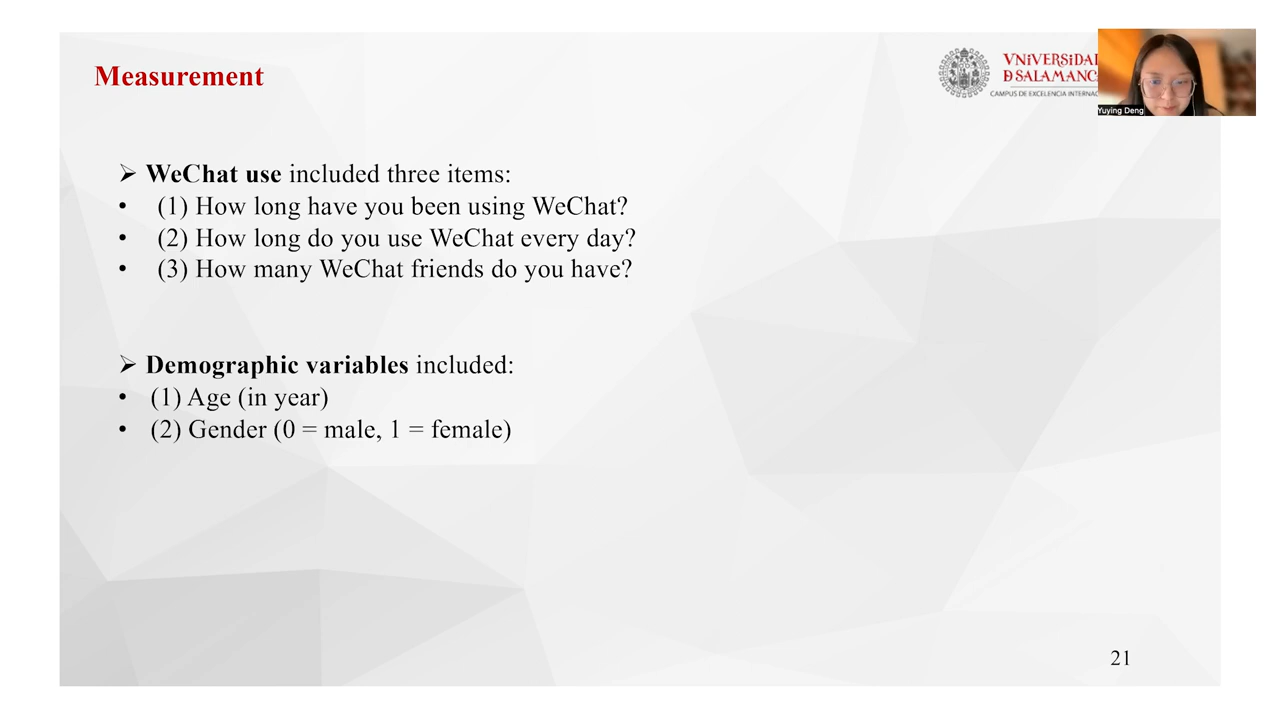 Measurement
VNiVERSiDAD
D SALAMANCA
CAMPUS DE EXCELENCIA INTERNAC
Yuying Deng
➢ WeChat use included three items:
• (1) How long have you been using WeChat?
• (2) How long do you use WeChat every day?
• (3) How many WeChat friends do you have?
➢ Demographic variables included:
• (1) Age (in year)
• (2) Gender (0 = male, 1 = female)
21